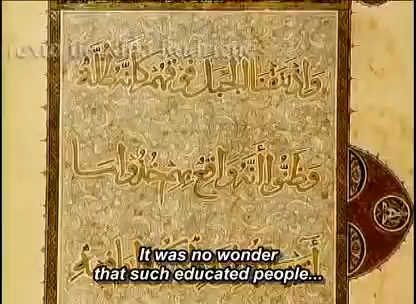 وإذ نتقنا الجبل فوقهم كأنه ظلة
وظنوا أنه واقع بهم خذوا ما
It was no wonder
that such educated people...